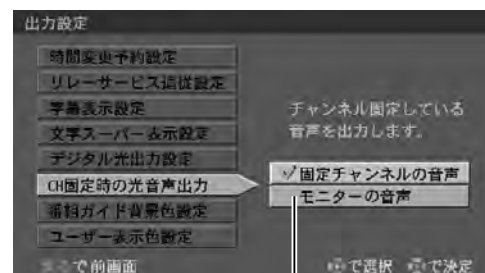 出力設定
時間変更予約設定
リレーサービス追従設定
字幕表示設定
文字スーパー表示設定
デジタル光出力設定
CH固定時の光音声出力
番組ガイド背景色設定
ユーザー表示色設定
チャンネル固定している
音声を出力します。
✓固定チャンネルの音声
モニターの音声
で前画面
で選択 で決定